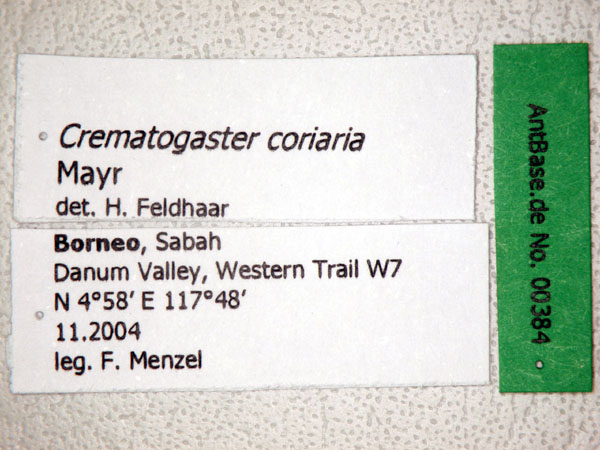 Crematogaster coriaria
Mayr
det. H. Feldhaar
Borneo, Sabah
Danum Valley, Western Trail W7
N 4°58' E 117°48'
11.2004
leg. F. Menzel
AntBase.de No. 00384